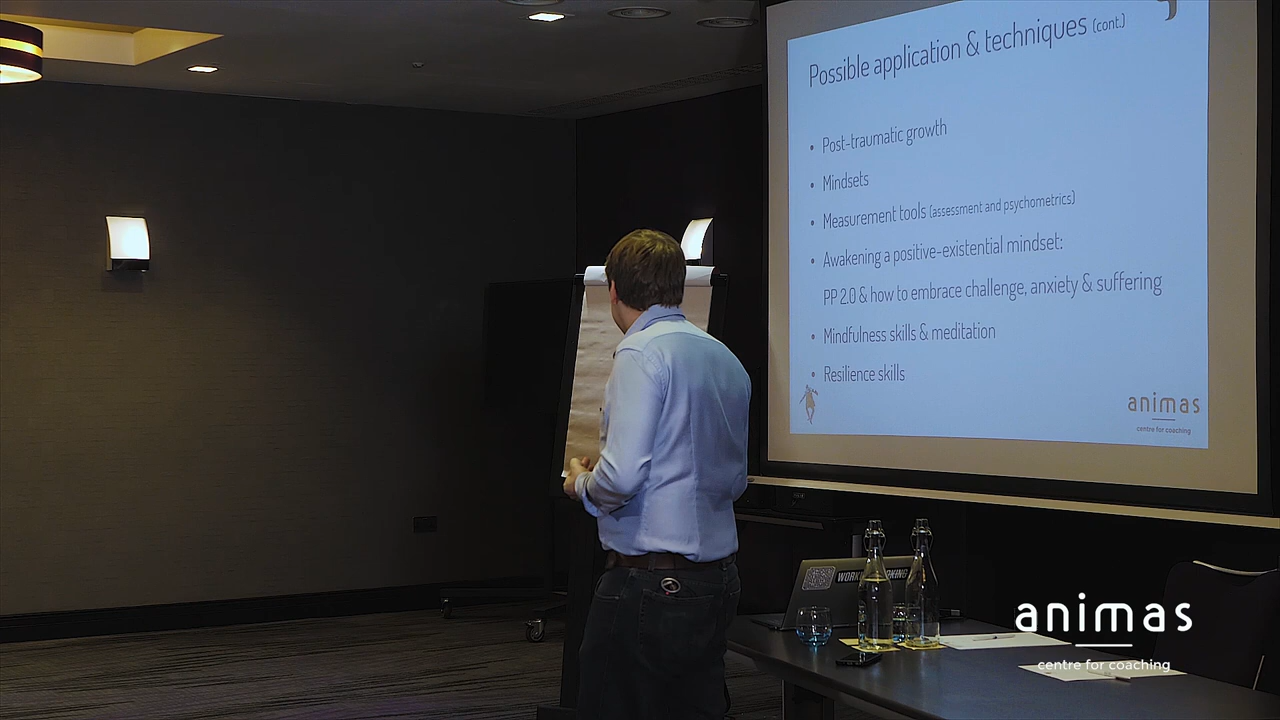 Possible application & techniques (cont.)
• Post-traumatic growth
• Mindsets
• Measurement tools (assessment and psychometrics)
• Awakening a positive-existential mindset:
PP 2.0 & how to embrace challenge, anxiety & suffering
• Mindfulness skills & meditation
• Resilience skills
animas
centre for coaching
animas
centre for coaching